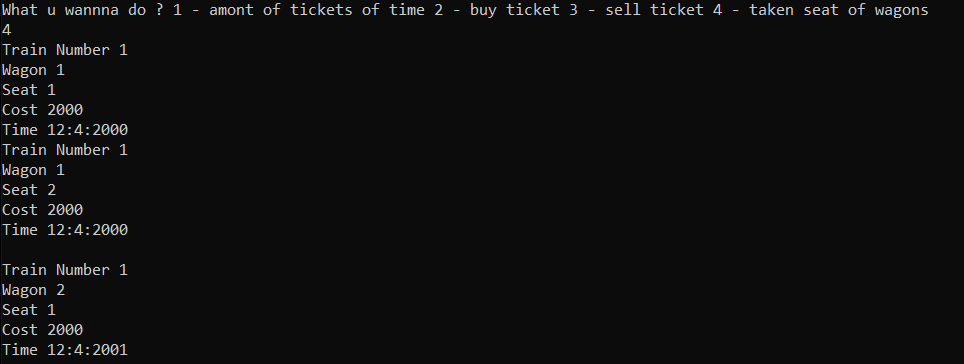 What u wannna do ? 1 - amont of tickets of time 2 - buy ticket 3 - sell ticket 4 - taken seat of wagons
4
Train Number 1
Wagon 1
Seat 1
Cost 2000
Time 12:4:2000
Train Number 1
Wagon 1
Seat 2
Cost 2000
Time 12:4:2000
Train Number 1
Wagon 2
Seat 1
Cost 2000
Time 12:4:2001